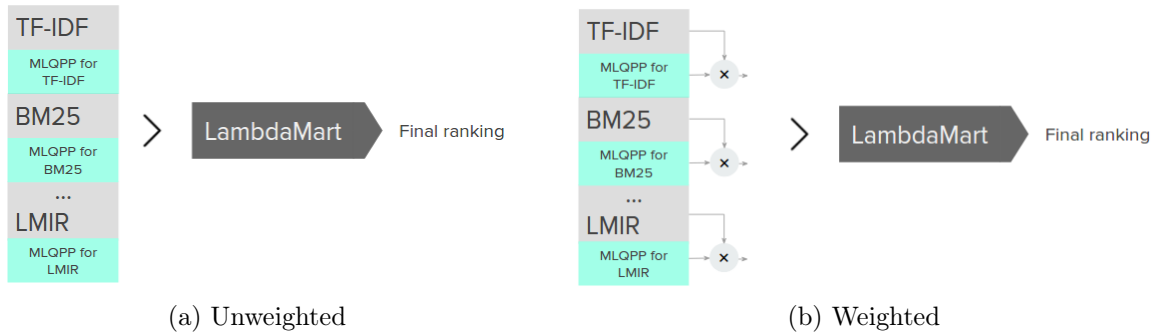 TF-IDF
MLQPP for
TF-IDF
BM25
MLQPP for
BM25
...
LMIR
MLQPP for
LMIR
LambdaMart
Final ranking
(a) Unweighted
TF-IDF
MLQPP for
TF-IDF
×
BM25
MLQPP for
BM25
×
...
LMIR
MLQPP for
LMIR
×
LambdaMart
Final ranking
(b) Weighted